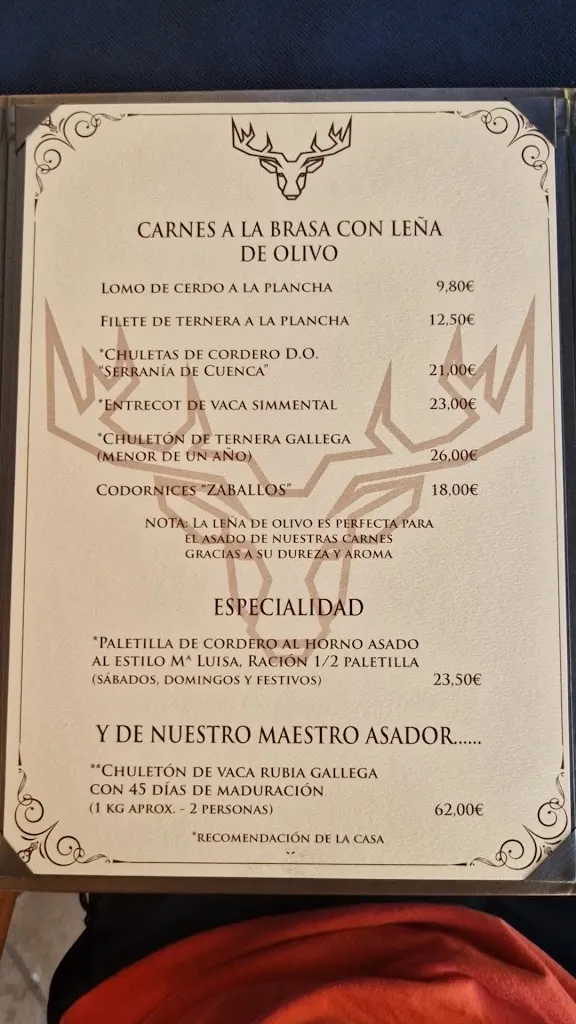 CARNES A LA BRASA CON LEÑA
DE OLIVO
LOMO DE CERDO A LA PLANCHA 9,80€
FILETE DE TERNERA A LA PLANCHA 12,50€
*CHULETAS DE CORDERO D.O.
"SERRANÍA DE CUENCA" 21,00€
*ENTRECOT DE VACA SIMMENTAL 23,00€
*CHULETÓN DE TERNERA GALLEGA
(MENOR DE UN AÑO) 26,00€
CODORNICES "ZABALLOS" 18,00€
NOTA: LA LEÑA DE OLIVO ES PERFECTA PARA
EL ASADO DE NUESTRAS CARNES
GRACIAS A SU DUREZA Y AROMA
ESPECIALIDAD
*PALETILLA DE CORDERO AL HORNO ASADO
AL ESTILO Mª LUISA, RACIÓN 1/2 PALETILLA
(SÁBADOS, DOMINGOS Y FESTIVOS) 23,50€
Y DE NUESTRO MAESTRO ASADOR......
**CHULETÓN DE VACA RUBIA GALLEGA
CON 45 DÍAS DE MADURACIÓN
(1 KG APROX. - 2 PERSONAS) 62,00€
*RECOMENDACIÓN DE LA CASA